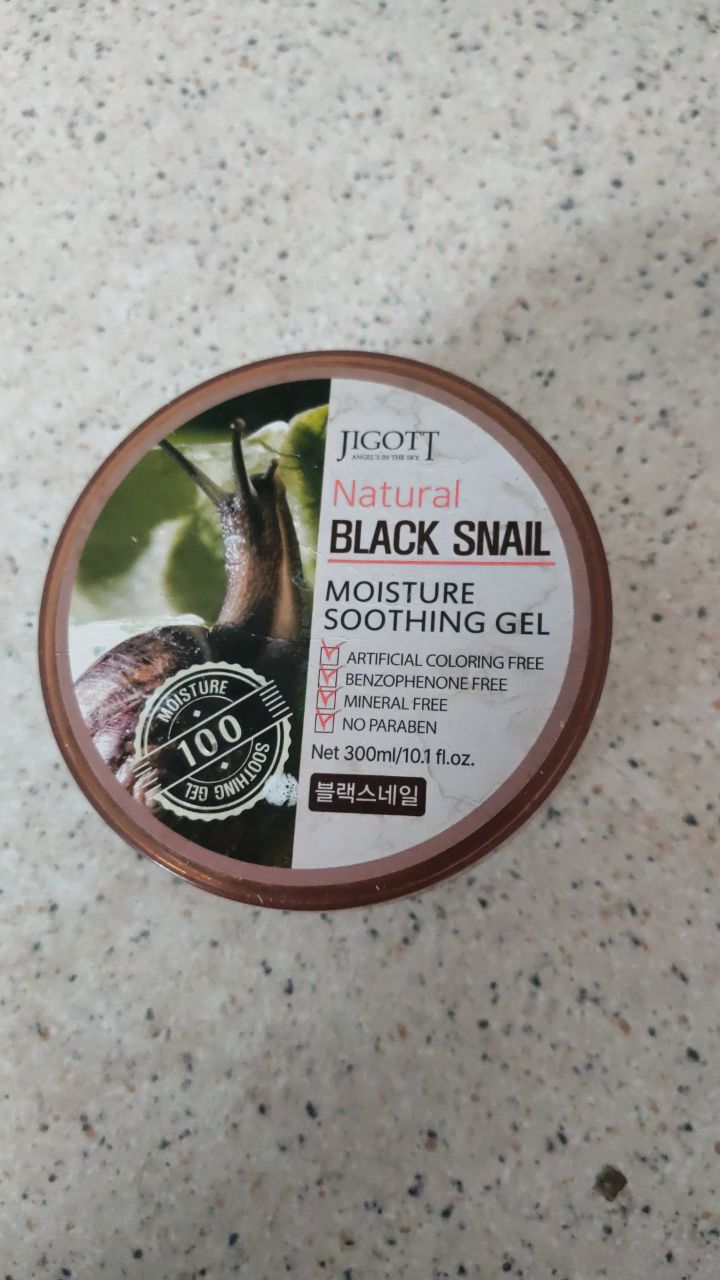 JIGOTT
ANGEL'S IN THE SKY
Natural
BLACK SNAIL
MOISTURE
SOOTHING GEL
ARTIFICIAL COLORING FREE
BENZOPHENONE FREE
MINERAL FREE
NO PARABEN
Net 300ml/10.1 fl.oz.
블랙스네일
MOISTURE
100
SOOTHING GEL